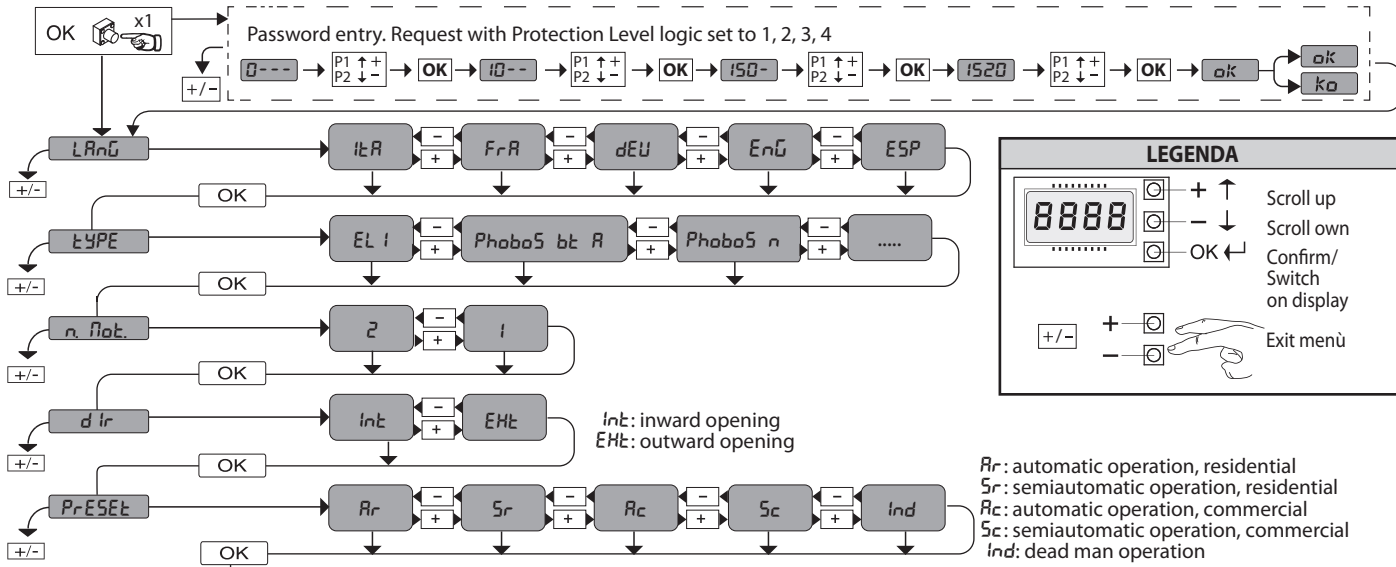 OK x1
Password entry. Request with Protection Level logic set to 1, 2, 3, 4
0--- P1 ↑ + P2 ↓ − OK 10-- P1 ↑ + P2 ↓ − OK 150- P1 ↑ + P2 ↓ − OK 1520 P1 ↑ + P2 ↓ − OK ok ok
ko
+/-
LAnG ItA − + FrA − + dEU − + EnG − + ESP
+/-
OK
tYPE EL I − + PhoboS bt A − + PhoboS n − + .....
+/-
OK
n. Mot. 2 − + 1
+/-
OK
dIr Int − + EHt
+/-
Int: inward opening
EHt: outward opening
OK
PrESEt Ar − + Sr − + Ac − + Sc − + Ind
+/-
OK
Ar: automatic operation, residential
Sr: semiautomatic operation, residential
Ac: automatic operation, commercial
Sc: semiautomatic operation, commercial
Ind: dead man operation
LEGENDA
8888
+ ↑ Scroll up
− ↓ Scroll own
OK Confirm/
Switch
on display
+/- + − Exit menù